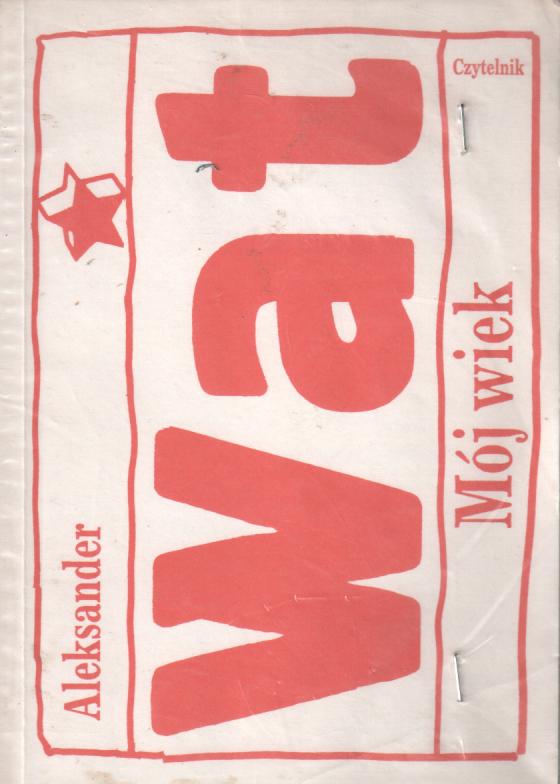 Aleksander
Wat
Mój wiek
Czytelnik